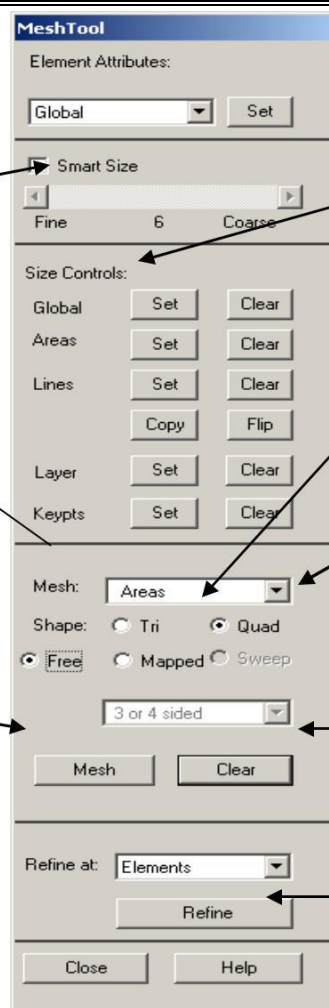 MeshTool
Element Attributes:
Global Set
Smart Size
Fine 6 Coarse
Size Controls:
Global Set Clear
Areas Set Clear
Lines Set Clear
Copy Flip
Layer Set Clear
Keypts Set Clear
Mesh: Areas
Shape: Tri Quad
Free Mapped Sweep
3 or 4 sided
Mesh Clear
Refine at: Elements
Refine
Close Help